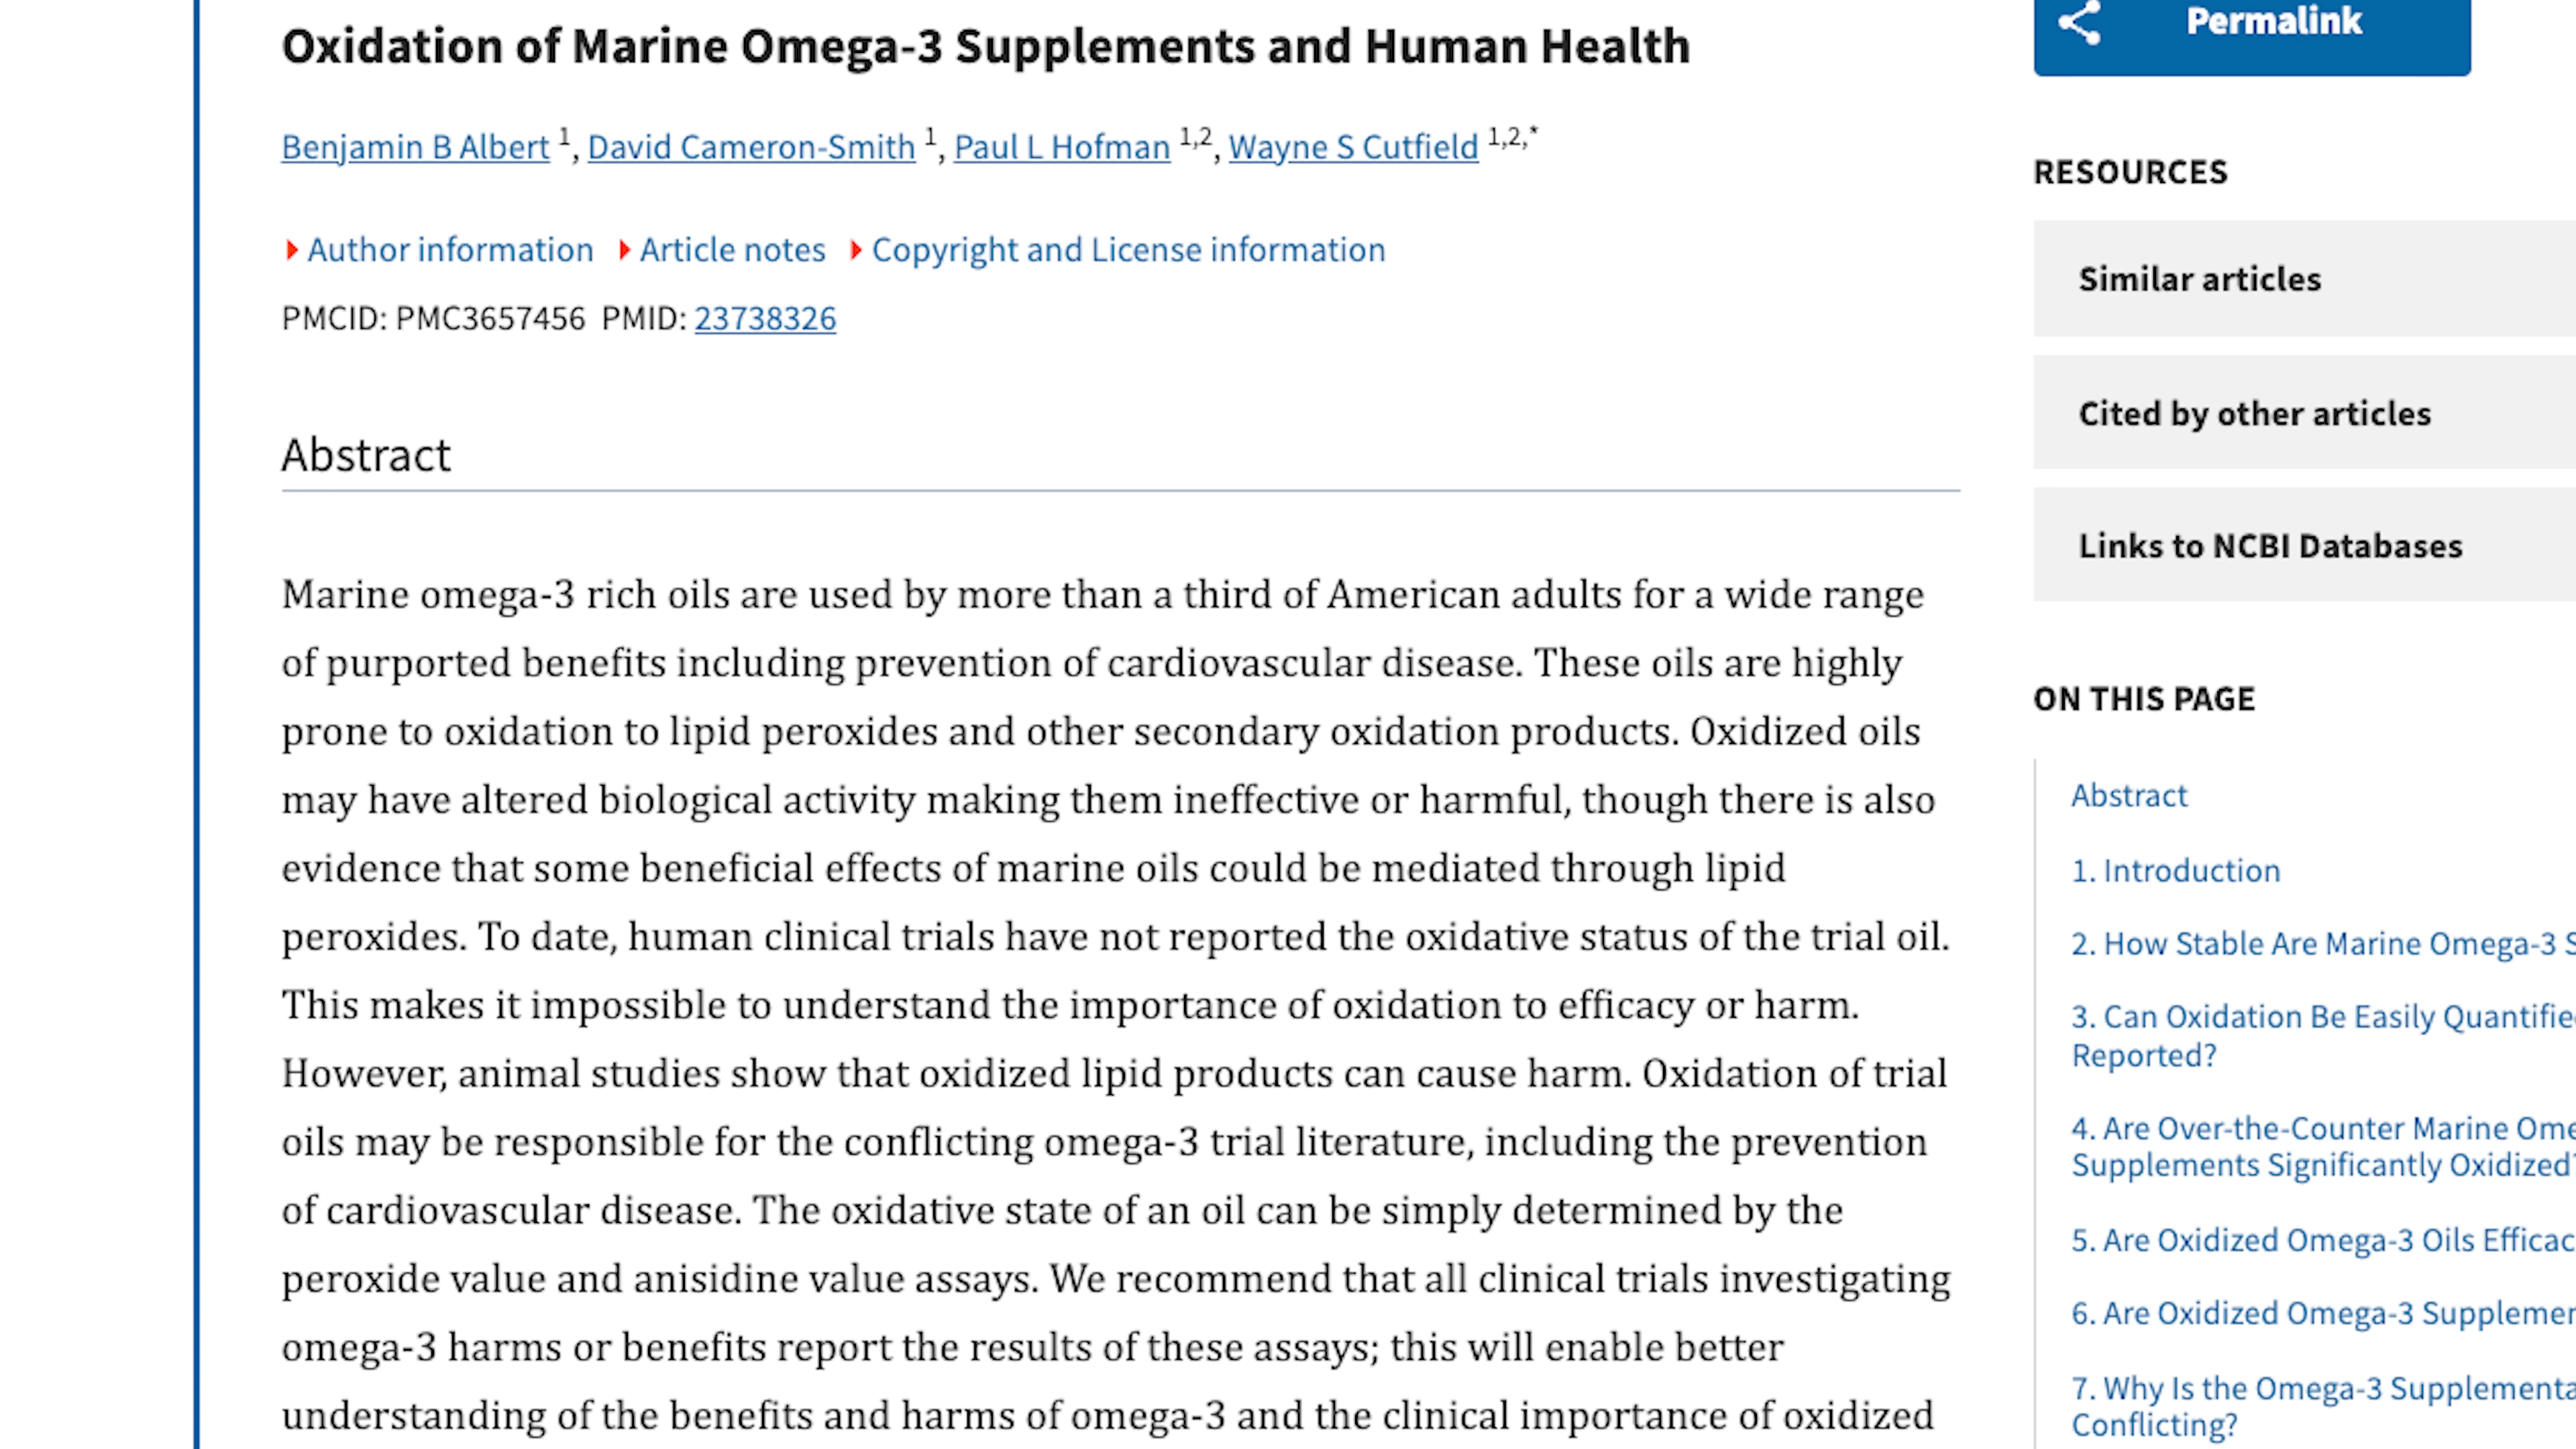 Oxidation of Marine Omega-3 Supplements and Human Health
Benjamin B Albert 1, David Cameron-Smith 1, Paul L Hofman 1,2, Wayne S Cutfield 1,2,*
Author information Article notes Copyright and License information
PMCID: PMC3657456 PMID: 23738326
Abstract
Marine omega-3 rich oils are used by more than a third of American adults for a wide range
of purported benefits including prevention of cardiovascular disease. These oils are highly
prone to oxidation to lipid peroxides and other secondary oxidation products. Oxidized oils
may have altered biological activity making them ineffective or harmful, though there is also
evidence that some beneficial effects of marine oils could be mediated through lipid
peroxides. To date, human clinical trials have not reported the oxidative status of the trial oil.
This makes it impossible to understand the importance of oxidation to efficacy or harm.
However, animal studies show that oxidized lipid products can cause harm. Oxidation of trial
oils may be responsible for the conflicting omega-3 trial literature, including the prevention
of cardiovascular disease. The oxidative state of an oil can be simply determined by the
peroxide value and anisidine value assays. We recommend that all clinical trials investigating
omega-3 harms or benefits report the results of these assays; this will enable better
understanding of the benefits and harms of omega-3 and the clinical importance of oxidized
Permalink
RESOURCES
Similar articles
Cited by other articles
Links to NCBI Databases
ON THIS PAGE
Abstract
1. Introduction
2. How Stable Are Marine Omega-3 S
3. Can Oxidation Be Easily Quantifie
Reported?
4. Are Over-the-Counter Marine Ome
Supplements Significantly Oxidized?
5. Are Oxidized Omega-3 Oils Efficac
6. Are Oxidized Omega-3 Supplemen
7. Why Is the Omega-3 Supplementa
Conflicting?